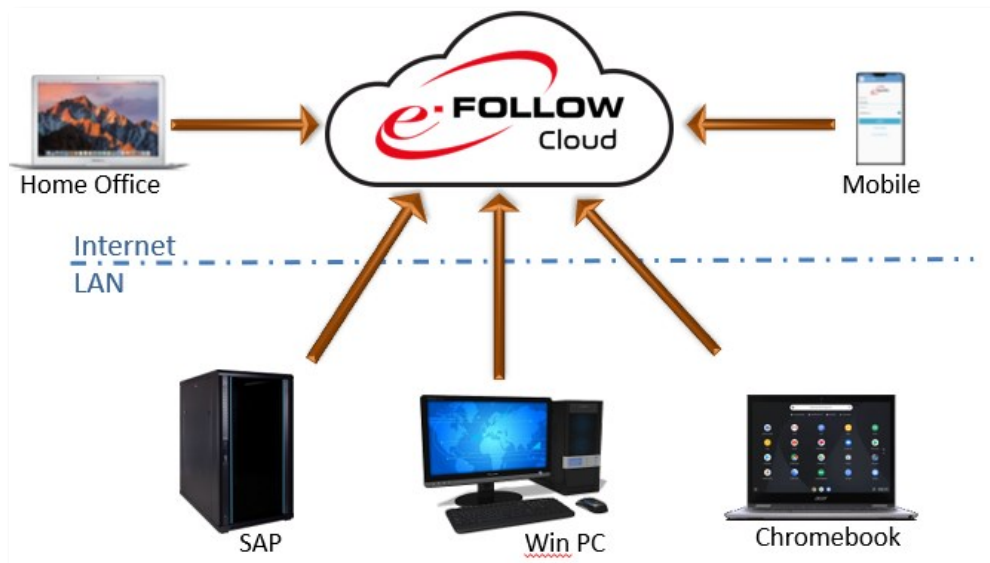 e-FOLLOW
Cloud
Home Office
Mobile
Internet
LAN
SAP
Win PC
Chromebook